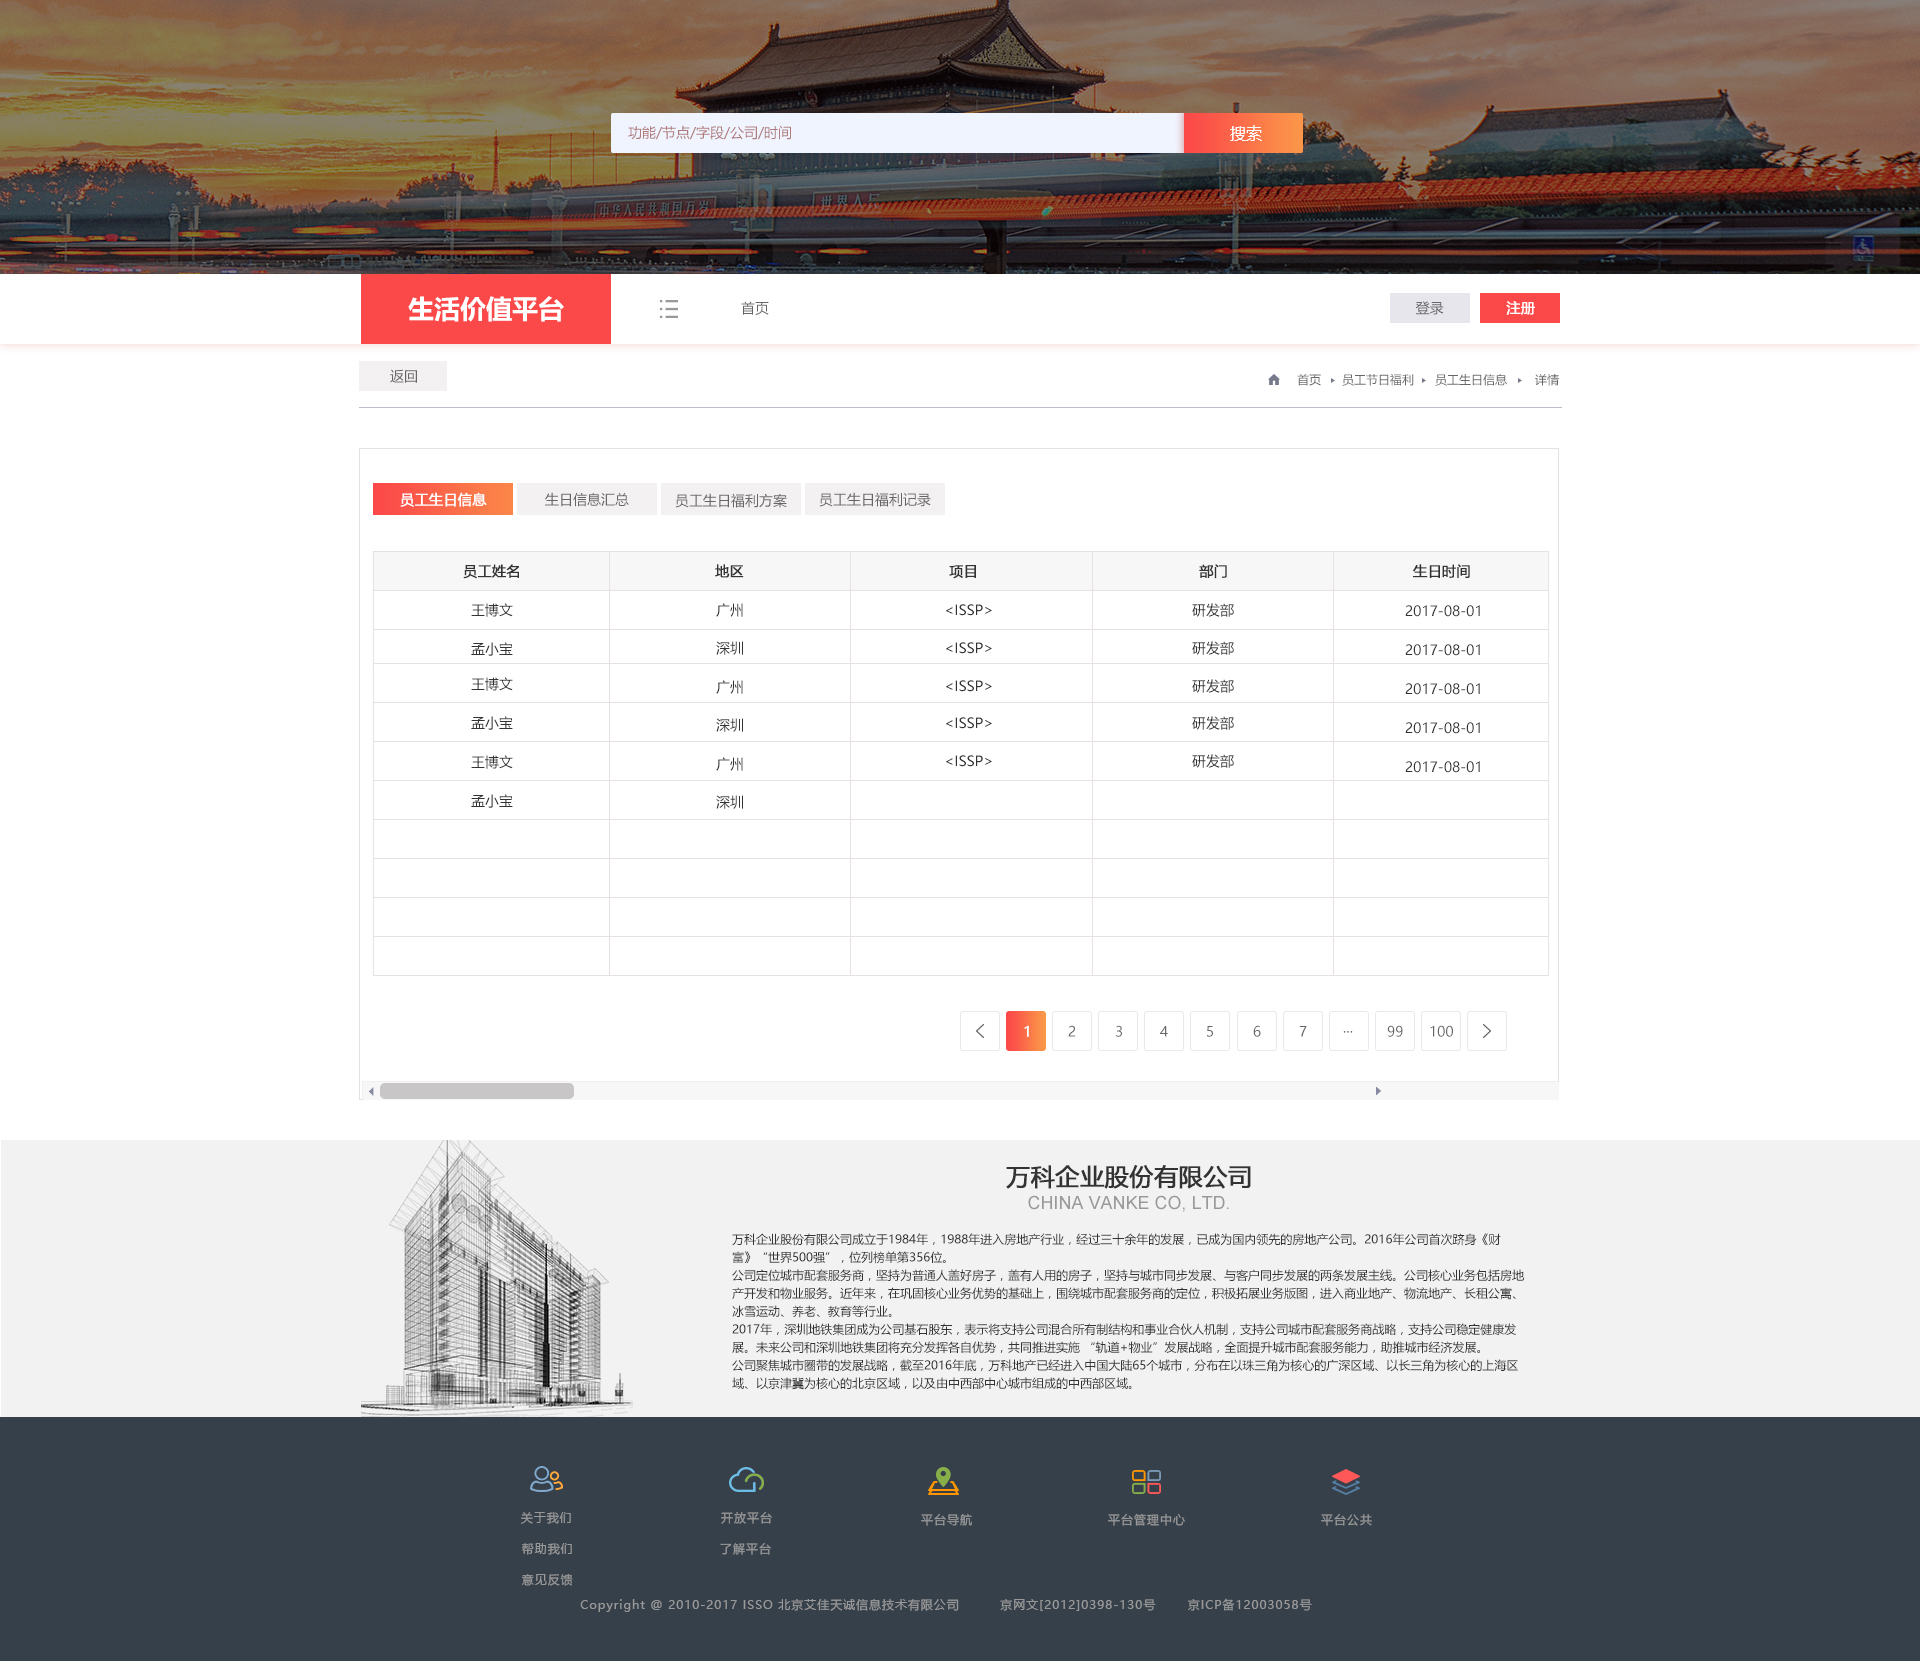 功能/节点/字段/公司/时间
搜索
中华人民共和国万岁
世界人民
生活价值平台
首页
登录
注册
返回
首页 员工节日福利 员工生日信息 详情
员工生日信息 生日信息汇总 员工生日福利方案 员工生日福利记录
员工姓名 地区 项目 部门 生日时间
王博文 广州 <ISSP> 研发部 2017-08-01
孟小宝 深圳 <ISSP> 研发部 2017-08-01
王博文 广州 <ISSP> 研发部 2017-08-01
孟小宝 深圳 <ISSP> 研发部 2017-08-01
王博文 广州 <ISSP> 研发部 2017-08-01
孟小宝 深圳
1 2 3 4 5 6 7 ··· 99 100
万科企业股份有限公司
CHINA VANKE CO, LTD.
万科企业股份有限公司成立于1984年，1988年进入房地产行业，经过三十余年的发展，已成为国内领先的房地产公司。2016年公司首次跻身《财
富》“世界500强”，位列榜单第356位。
公司定位城市配套服务商，坚持为普通人盖好房子，盖有人用的房子，坚持与城市同步发展、与客户同步发展的两条发展主线。公司核心业务包括房地
产开发和物业服务。近年来，在巩固核心业务优势的基础上，围绕城市配套服务商的定位，积极拓展业务版图，进入商业地产、物流地产、长租公寓、
冰雪运动、养老、教育等行业。
2017年，深圳地铁集团成为公司基石股东，表示将支持公司混合所有制结构和事业合伙人机制，支持公司城市配套服务商战略，支持公司稳定健康发
展。未来公司和深圳地铁集团将充分发挥各自优势，共同推进实施 “轨道+物业”发展战略，全面提升城市配套服务能力，助推城市经济发展。
公司聚焦城市圈带的发展战略，截至2016年底，万科地产已经进入中国大陆65个城市，分布在以珠三角为核心的广深区域、以长三角为核心的上海区
域、以京津冀为核心的北京区域，以及由中西部中心城市组成的中西部区域。
关于我们 开放平台 平台导航 平台管理中心 平台公共
帮助我们 了解平台
意见反馈
Copyright @ 2010-2017 ISSO 北京艾佳天诚信息技术有限公司 京网文[2012]0398-130号 京ICP备12003058号